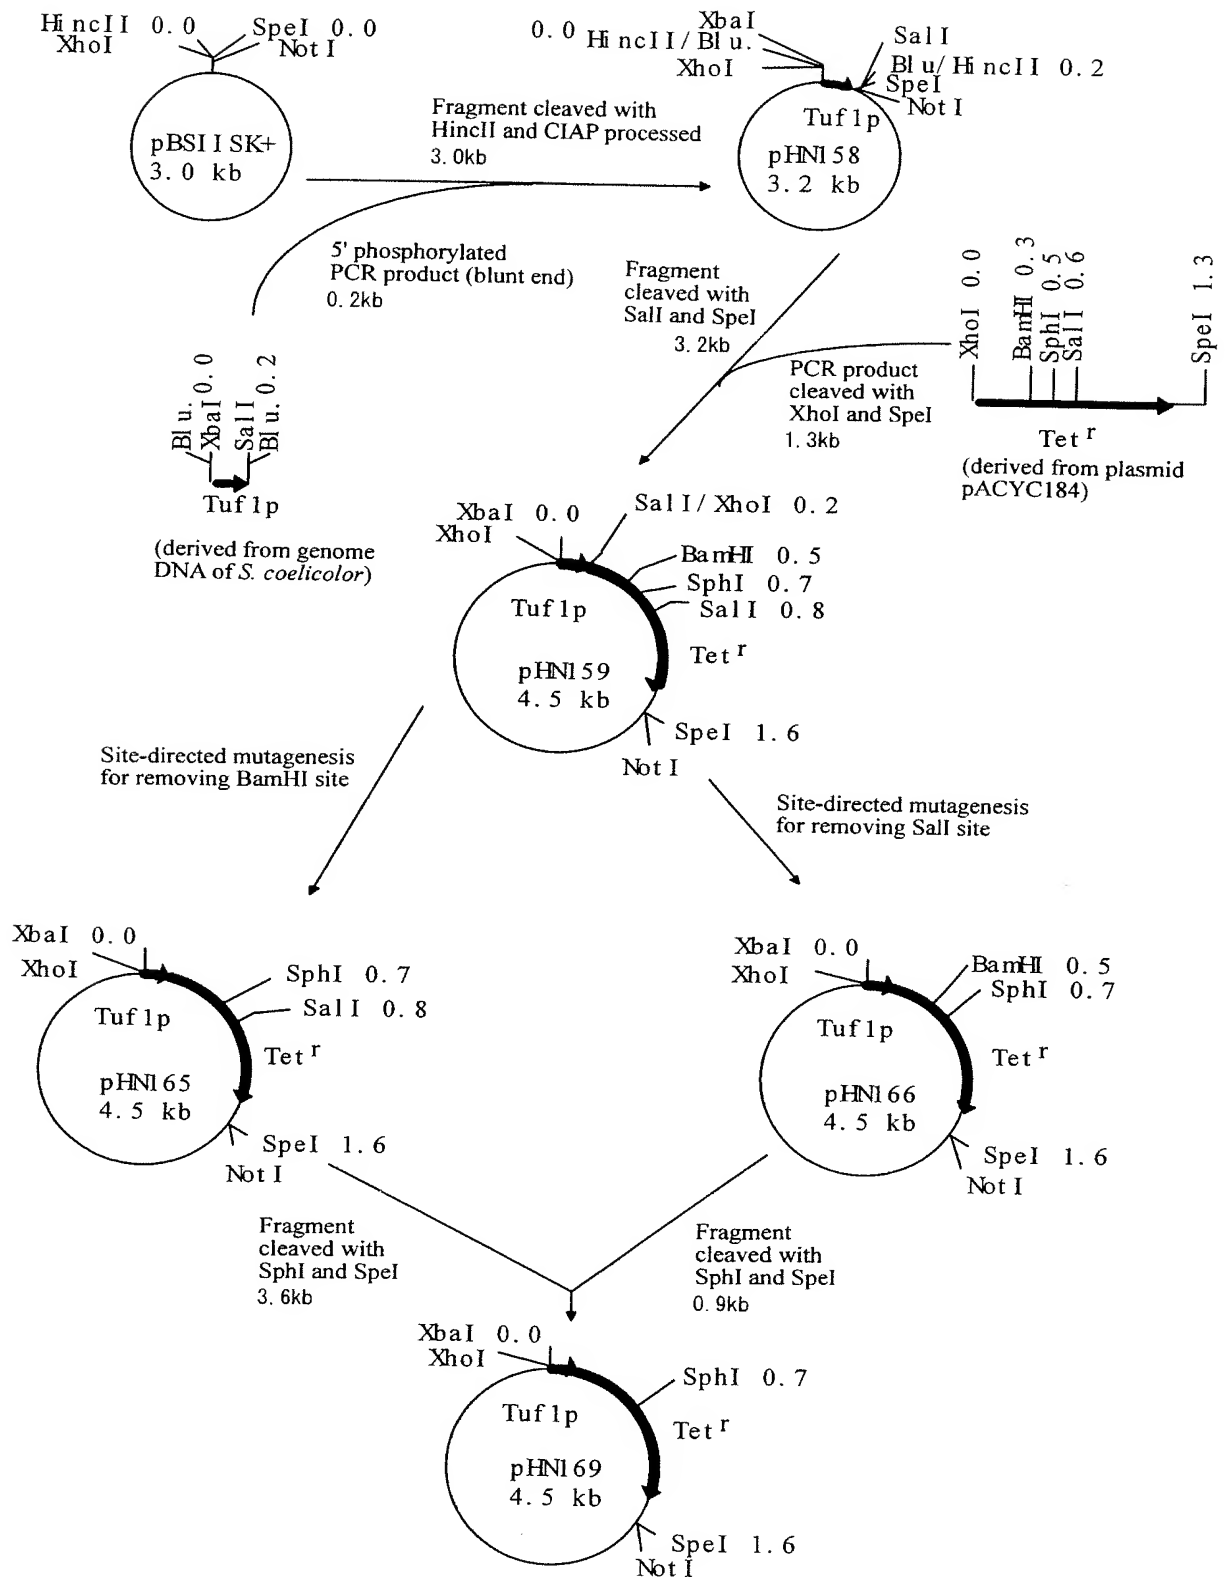 HincII 0.0
XhoI
SpeI 0.0
Not I
pBSIISK+
3.0 kb
Fragment cleaved with
HincII and CIAP processed
3.0kb
XbaI
0.0 HincII/Blu.
XhoI
SalI
Blu/HincII 0.2
SpeI
Not I
Tuf1p
pHN158
3.2 kb
5' phosphorylated
PCR product (blunt end)
0.2kb
Blu.
XbaI 0.0
SalI
Blu. 0.2
Tuf1p
(derived from genome
DNA of S. coelicolor)
Fragment
cleaved with
SalI and SpeI
3.2kb
PCR product
cleaved with
XhoI and SpeI
1.3kb
XhoI 0.0
BamHI 0.3
SphI 0.5
SalI 0.6
SpeI 1.3
Tet r
(derived from plasmid
pACYC184)
XbaI 0.0
XhoI
SalI/XhoI 0.2
BamHI 0.5
SphI 0.7
SalI 0.8
Tuf1p
Tet r
pHN159
4.5 kb
SpeI 1.6
Not I
Site-directed mutagenesis
for removing BamHI site
Site-directed mutagenesis
for removing SalI site
XbaI 0.0
XhoI
SphI 0.7
SalI 0.8
Tuf1p
Tet r
pHN165
4.5 kb
SpeI 1.6
Not I
XbaI 0.0
XhoI
BamHI 0.5
SphI 0.7
Tuf1p
Tet r
pHN166
4.5 kb
SpeI 1.6
Not I
Fragment
cleaved with
SphI and SpeI
3.6kb
Fragment
cleaved with
SphI and SpeI
0.9kb
XbaI 0.0
XhoI
SphI 0.7
Tuf1p
Tet r
pHN169
4.5 kb
SpeI 1.6
Not I